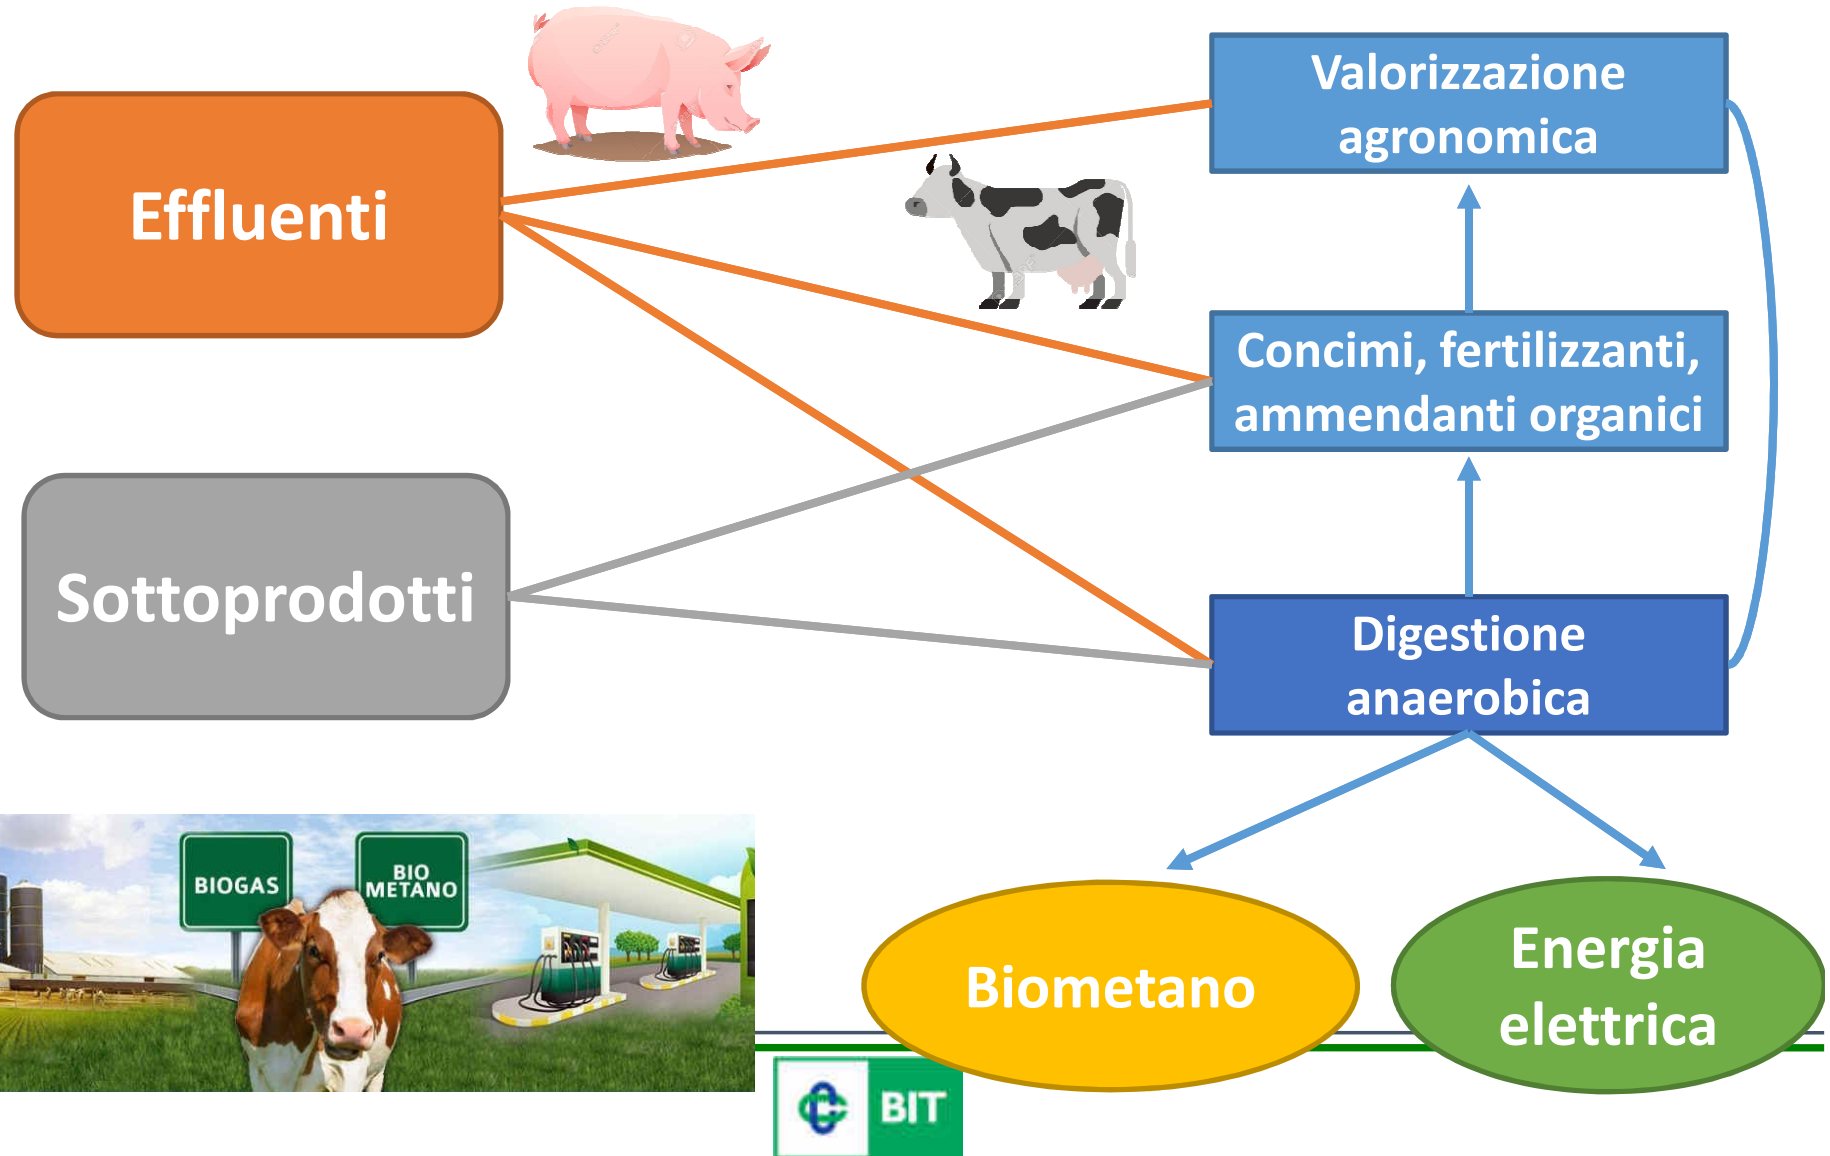 Effluenti
Valorizzazione
agronomica
Concimi, fertilizzanti,
ammendanti organici
Sottoprodotti
Digestione
anaerobica
BIOGAS
BIO
METANO
Biometano
Energia
elettrica
BIT